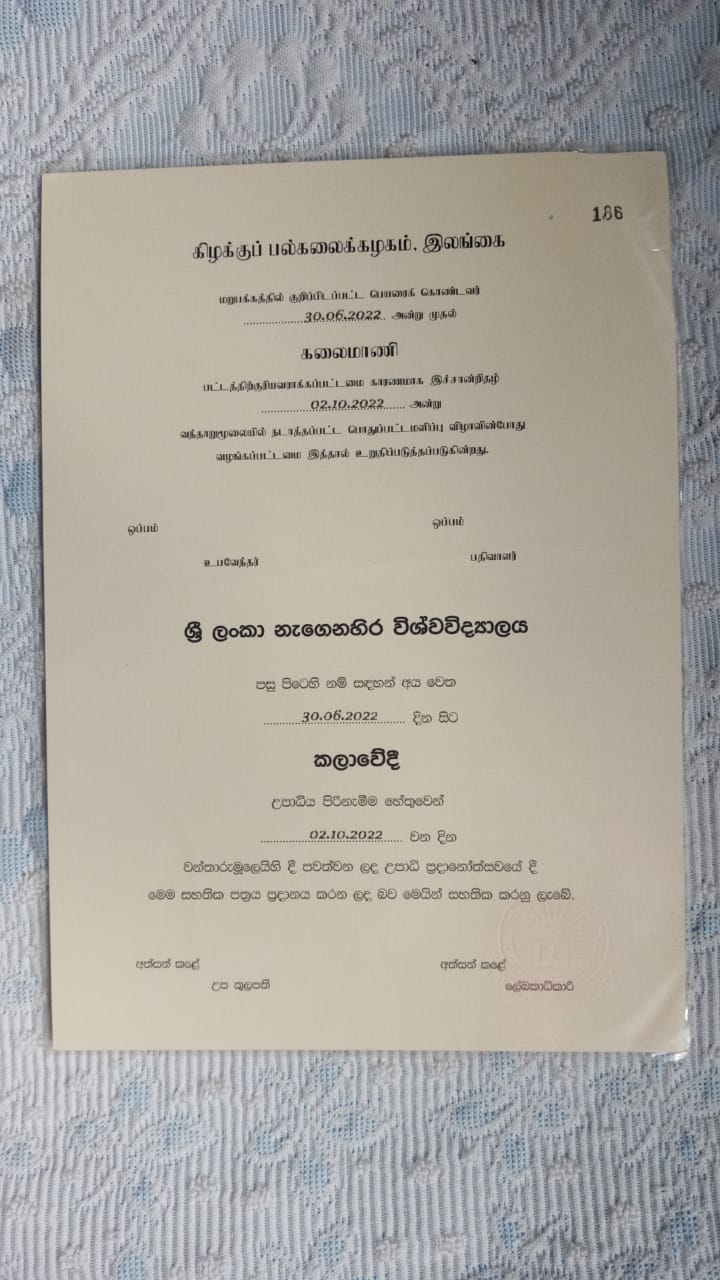 186
கிழக்குப் பல்கலைக்கழகம், இலங்கை
மறுபக்கத்தில் குறிப்பிடப்பட்ட பெயரைக் கொண்டவர்
30.06.2022 அன்று முதல்
கலைமாணி
பட்டத்திற்குரியவராக்கப்பட்டமை காரணமாக இச்சான்றிதழ்
02.10.2022 அன்று
வந்தாறுமூலையில் நடாத்தப்பட்ட பொதுப்பட்டமளிப்பு விழாவின்போது
வழங்கப்பட்டமை இத்தால் உறுதிப்படுத்தப்படுகின்றது.
ஒப்பம் ஒப்பம்
உபவேந்தர் பதிவாளர்
ශ්‍රී ලංකා නැගෙනහිර විශ්වවිද්‍යාලය
පසු පිටෙහි නම් සඳහන් අය වෙත
30.06.2022 දින සිට
කලාවේදී
උපාධිය පිරිනැමීම හේතුවෙන්
02.10.2022 වන දින
වන්තාරුමුලෙයිහි දී පවත්වන ලද උපාධි ප්‍රදානෝත්සවයේ දී
මෙම සහතික පත්‍රය ප්‍රදානය කරන ලද බව මෙයින් සහතික කරනු ලැබේ.
අත්සන් කළේ අත්සන් කළේ
උප කුලපති ලේඛකාධිකාරී